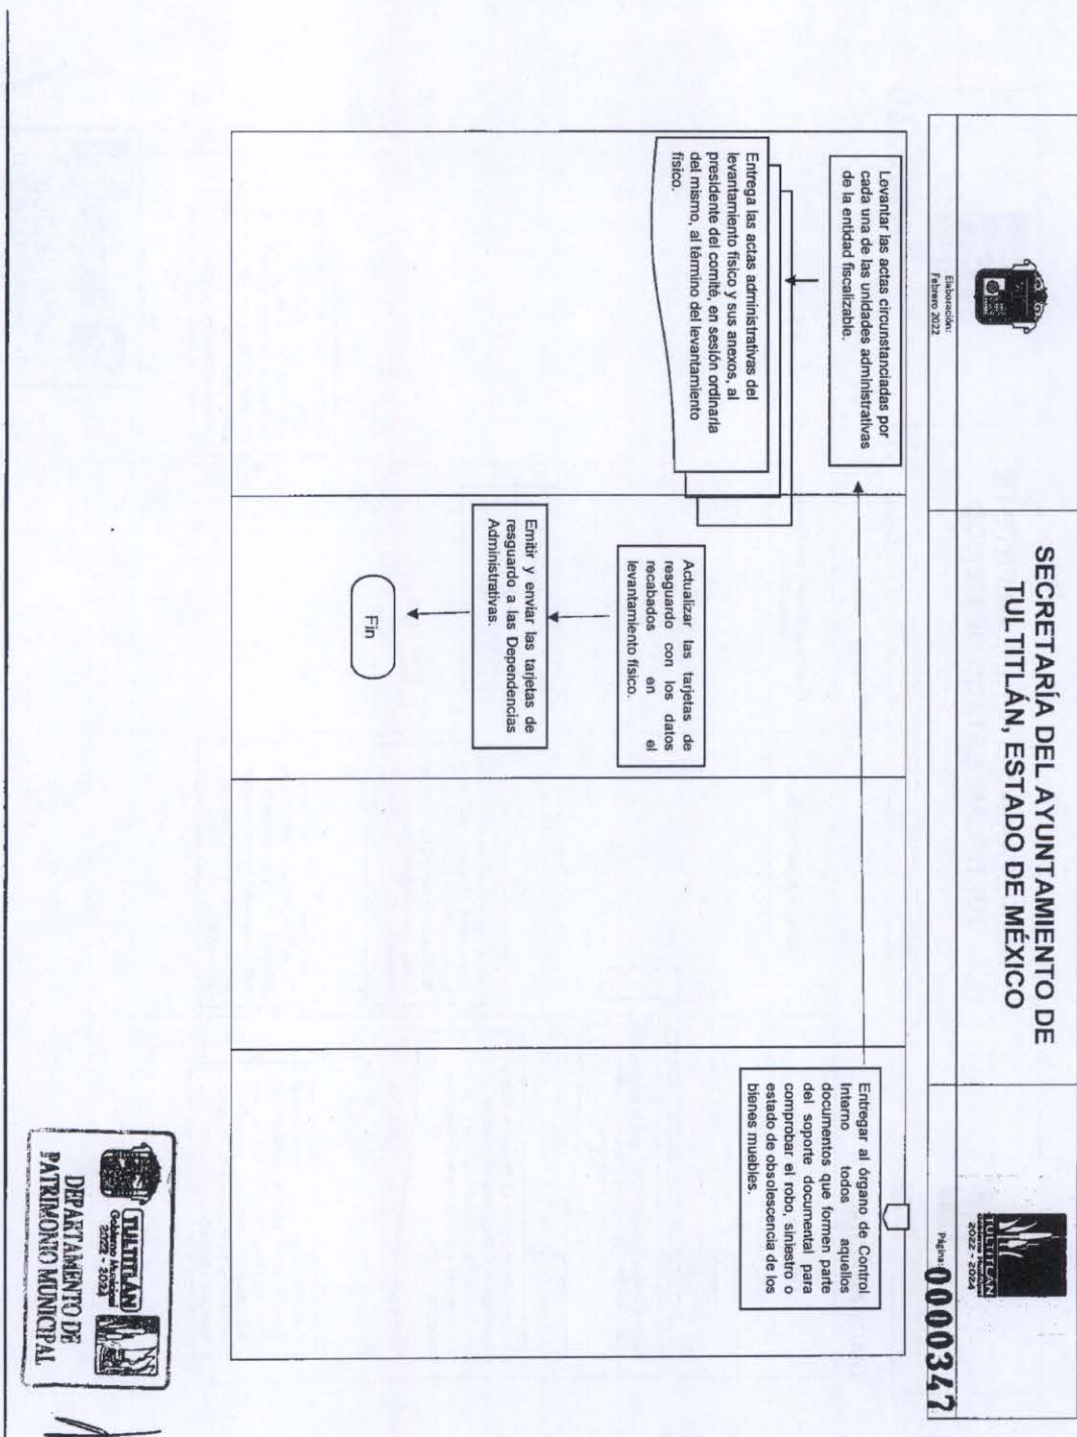 SECRETARÍA DEL AYUNTAMIENTO DE
TULTITLÁN, ESTADO DE MÉXICO
TULTITLÁN
2022 - 2024
Elaboración:
Febrero 2022
Página:
0000347
Levantar las actas circunstanciadas por
cada una de las unidades administrativas
de la entidad fiscalizable.
Entrega las actas administrativas del
levantamiento físico y sus anexos, al
presidente del comité, en sesión ordinaria
del mismo, al término del levantamiento
físico.
Actualizar las tarjetas de
resguardo con los datos
recabados en el
levantamiento físico.
Emitir y enviar las tarjetas de
resguardo a las Dependencias
Administrativas.
Fin
Entregar al órgano de Control
Interno todos aquellos
documentos que formen parte
del soporte documental para
comprobar el robo, siniestro o
estado de obsolescencia de los
bienes muebles.
TULTITLÁN
Gobierno Municipal
2022 - 2024
DEPARTAMENTO DE
PATRIMONIO MUNICIPAL